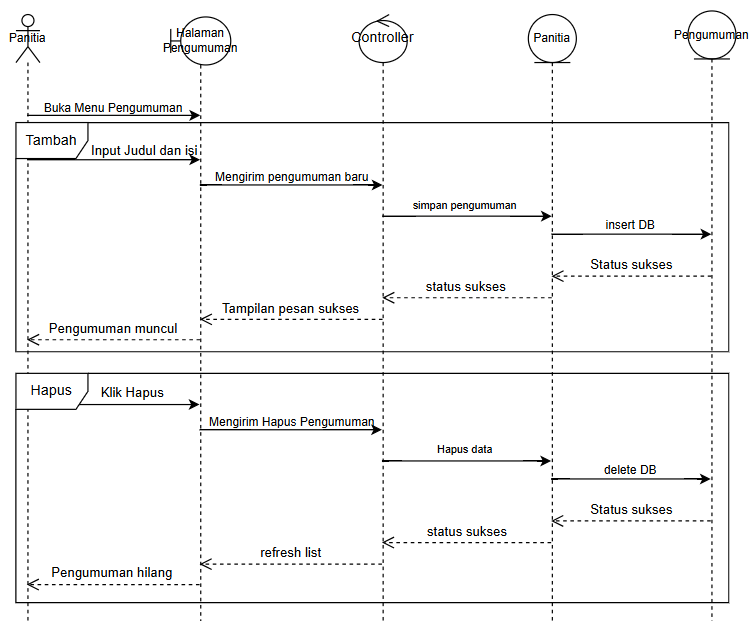 Panitia
Halaman
Pengumuman
Controller
Panitia
Pengumuman
Buka Menu Pengumuman
Tambah
Input Judul dan isi
Mengirim pengumuman baru
simpan pengumuman
insert DB
Status sukses
status sukses
Tampilan pesan sukses
Pengumuman muncul
Hapus
Klik Hapus
Mengirim Hapus Pengumuman
Hapus data
delete DB
Status sukses
status sukses
refresh list
Pengumuman hilang